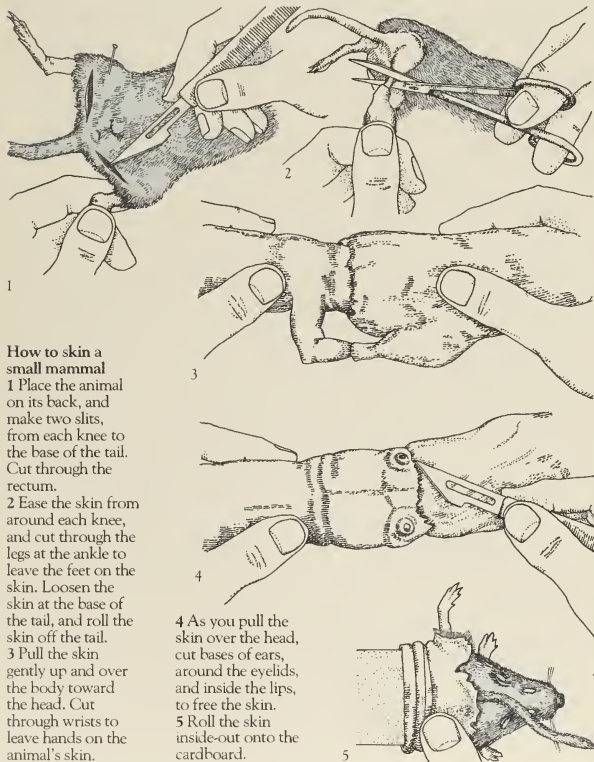 1
2
3
4
5
How to skin a
small mammal
1 Place the animal
on its back, and
make two slits,
from each knee to
the base of the tail.
Cut through the
rectum.
2 Ease the skin from
around each knee,
and cut through the
legs at the ankle to
leave the feet on the
skin. Loosen the
skin at the base of
the tail, and roll the
skin off the tail.
3 Pull the skin
gently up and over
the body toward
the head. Cut
through wrists to
leave hands on the
animal's skin.
4 As you pull the
skin over the head,
cut bases of ears,
around the eyelids,
and inside the lips,
to free the skin.
5 Roll the skin
inside-out onto the
cardboard.